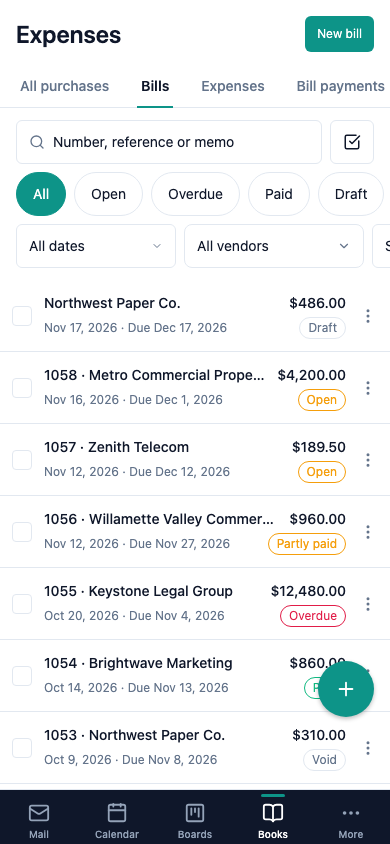 Expenses
New bill
All purchases Bills Expenses Bill payments
Number, reference or memo
All Open Overdue Paid Draft
All dates All vendors
Northwest Paper Co. $486.00
Nov 17, 2026 · Due Dec 17, 2026 Draft
1058 · Metro Commercial Prope... $4,200.00
Nov 16, 2026 · Due Dec 1, 2026 Open
1057 · Zenith Telecom $189.50
Nov 12, 2026 · Due Dec 12, 2026 Open
1056 · Willamette Valley Commer... $960.00
Nov 12, 2026 · Due Nov 27, 2026 Partly paid
1055 · Keystone Legal Group $12,480.00
Oct 20, 2026 · Due Nov 4, 2026 Overdue
1054 · Brightwave Marketing $860.00
Oct 14, 2026 · Due Nov 13, 2026
1053 · Northwest Paper Co. $310.00
Oct 9, 2026 · Due Nov 8, 2026 Void
Mail Calendar Boards Books More